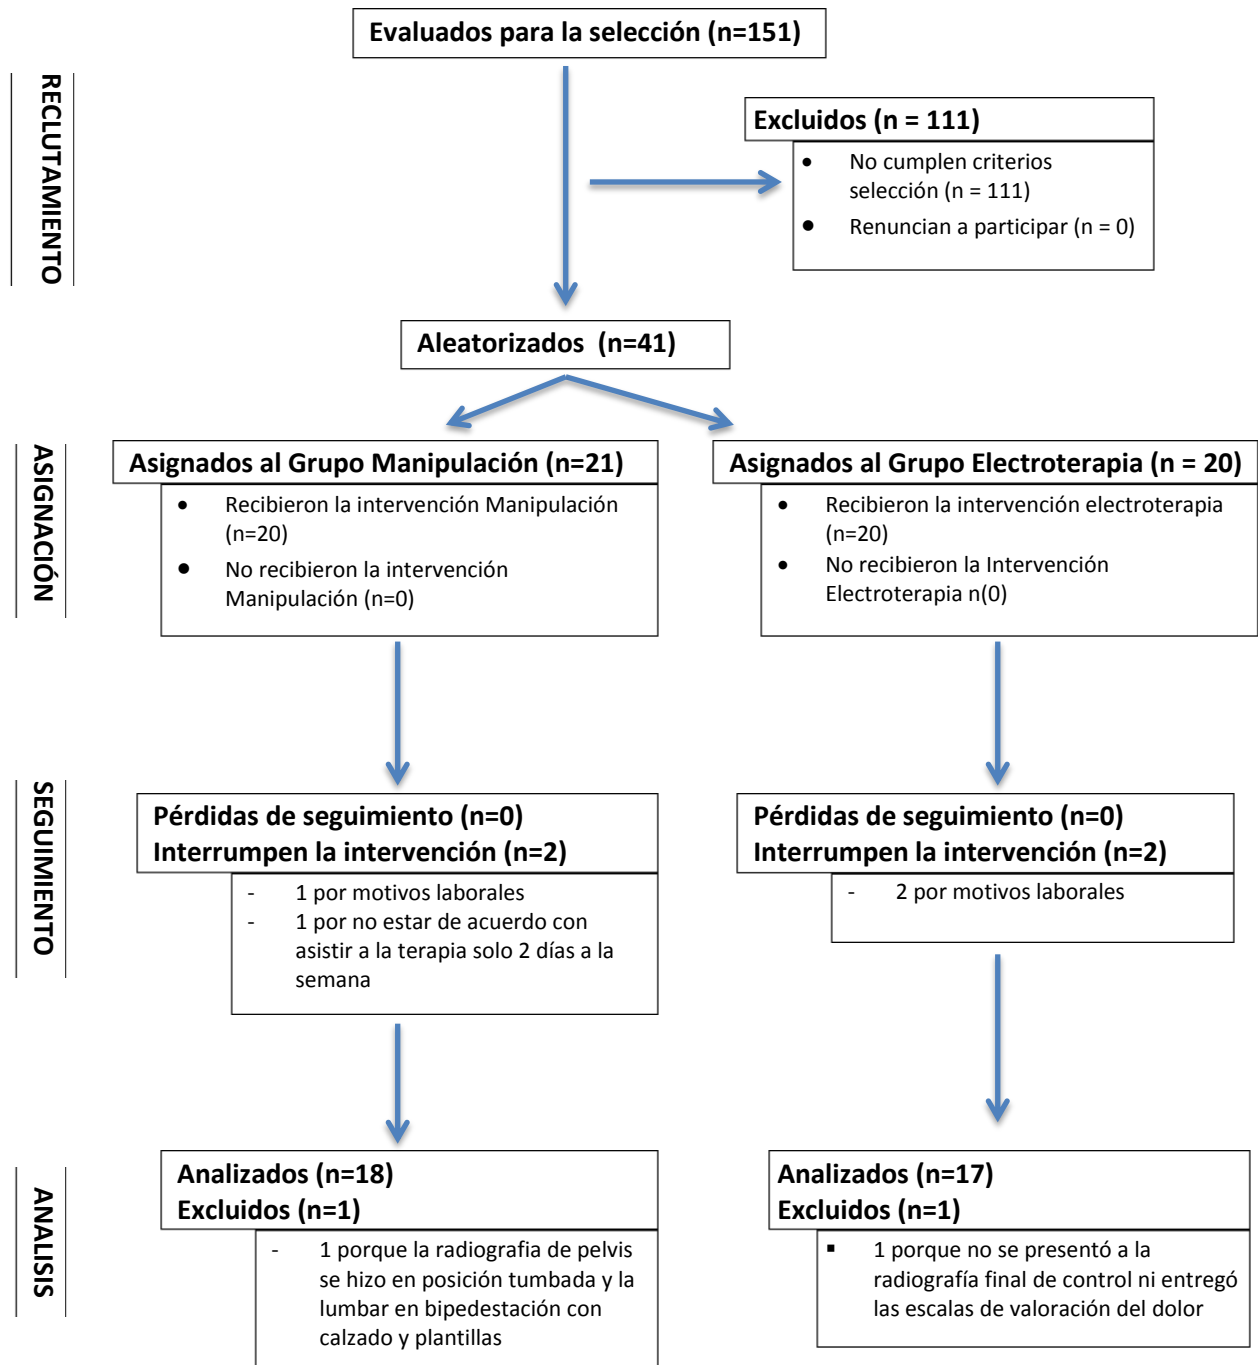 Evaluados para la selección (n=151)
RECLUTAMIENTO
Excluidos (n = 111)
• No cumplen criterios
selección (n = 111)
• Renuncian a participar (n = 0)
Aleatorizados (n=41)
ASIGNACIÓN
Asignados al Grupo Manipulación (n=21)
• Recibieron la intervención Manipulación
(n=20)
• No recibieron la intervención
Manipulación (n=0)
Asignados al Grupo Electroterapia (n = 20)
• Recibieron la intervención electroterapia
(n=20)
• No recibieron la Intervención
Electroterapia n(0)
SEGUIMIENTO
Pérdidas de seguimiento (n=0)
Interrumpen la intervención (n=2)
- 1 por motivos laborales
- 1 por no estar de acuerdo con
asistir a la terapia solo 2 días a la
semana
Pérdidas de seguimiento (n=0)
Interrumpen la intervención (n=2)
- 2 por motivos laborales
ANALISIS
Analizados (n=18)
Excluidos (n=1)
- 1 porque la radiografia de pelvis
se hizo en posición tumbada y la
lumbar en bipedestación con
calzado y plantillas
Analizados (n=17)
Excluidos (n=1)
▪ 1 porque no se presentó a la
radiografía final de control ni entregó
las escalas de valoración del dolor